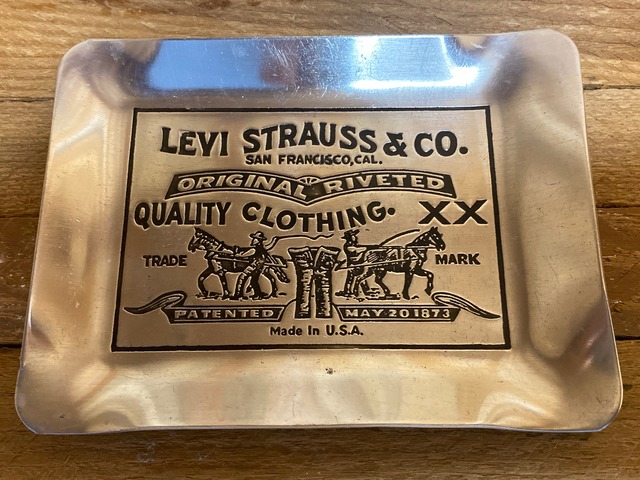 LEVI STRAUSS & CO.
SAN FRANCISCO, CAL.
ORIGINAL RIVETED
QUALITY CLOTHING. XX
TRADE MARK
PATENTED MAY 20 1873
Made In U.S.A.